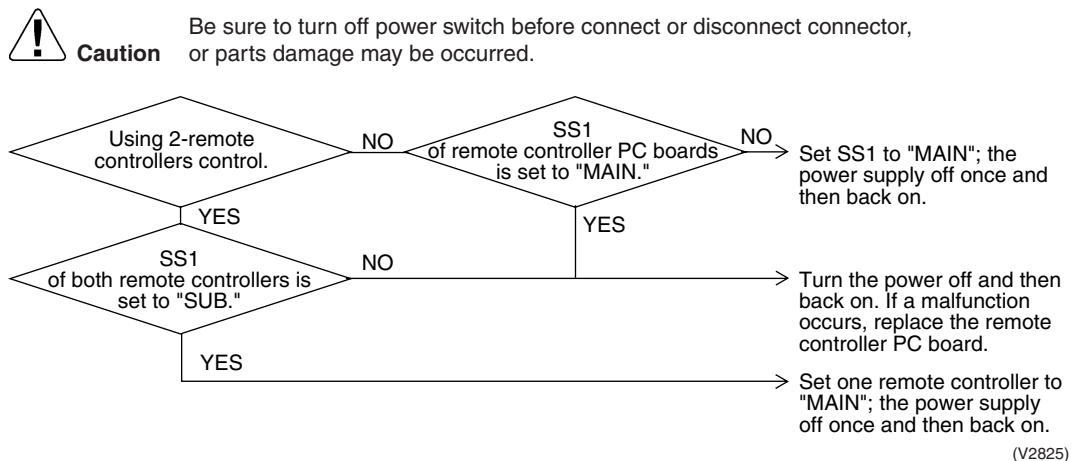 Be sure to turn off power switch before connect or disconnect connector,
Caution or parts damage may be occurred.
Using 2-remote
controllers control.
NO
SS1
of remote controller PC boards
is set to "MAIN."
NO
Set SS1 to "MAIN"; the
power supply off once and
then back on.
YES
YES
SS1
of both remote controllers is
set to "SUB."
NO
Turn the power off and then
back on. If a malfunction
occurs, replace the remote
controller PC board.
YES
Set one remote controller to
"MAIN"; the power supply
off once and then back on.
(V2825)